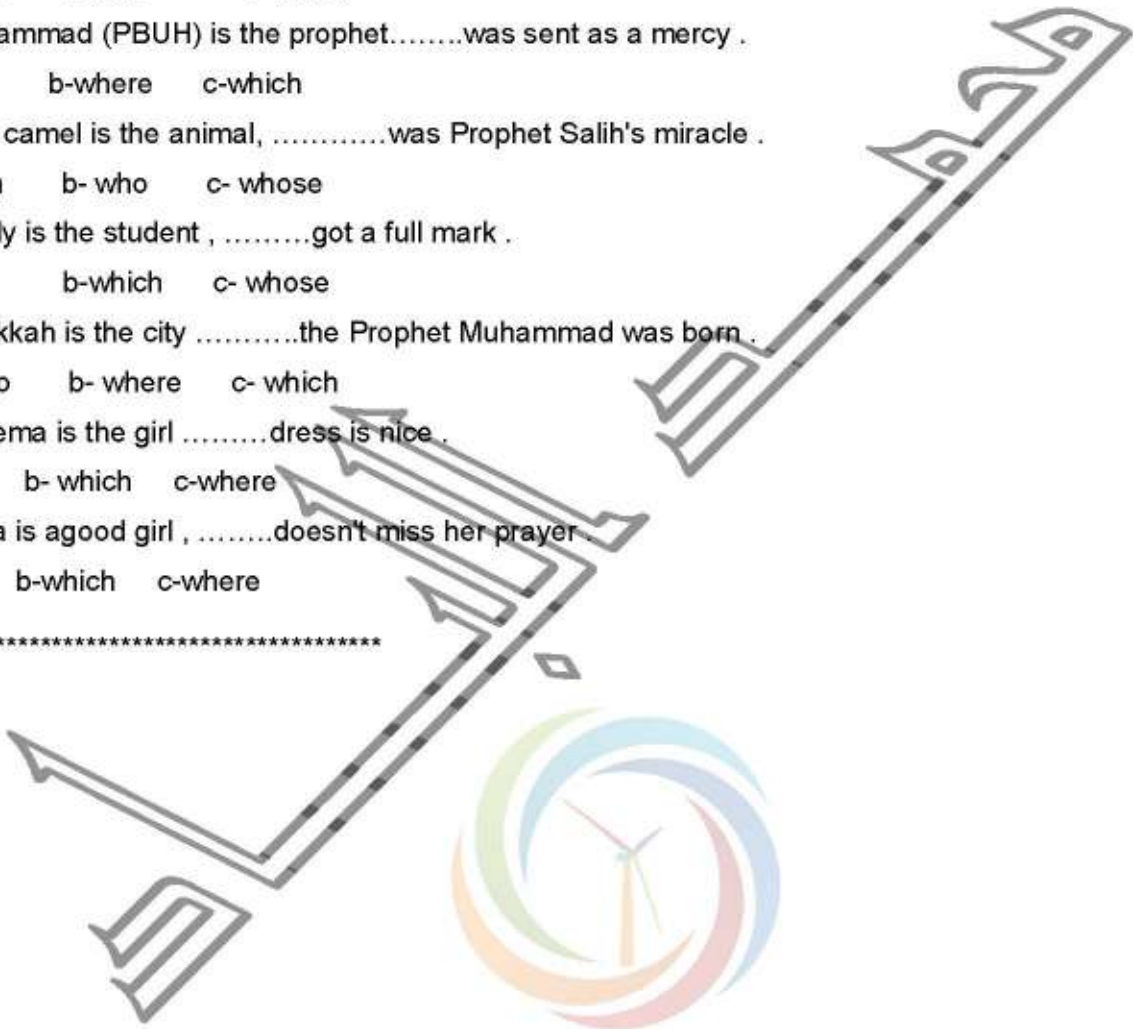 ammad (PBUH) is the prophet........was sent as a mercy .
b-where c-which
camel is the animal, ............was Prophet Salih's miracle .
b- who c- whose
ly is the student , .........got a full mark .
b-which c- whose
kkah is the city ...........the Prophet Muhammad was born .
o b- where c- which
ema is the girl .........dress is nice .
b- which c-where
a is agood girl , ........doesn't miss her prayer .
b-which c-where
************************************